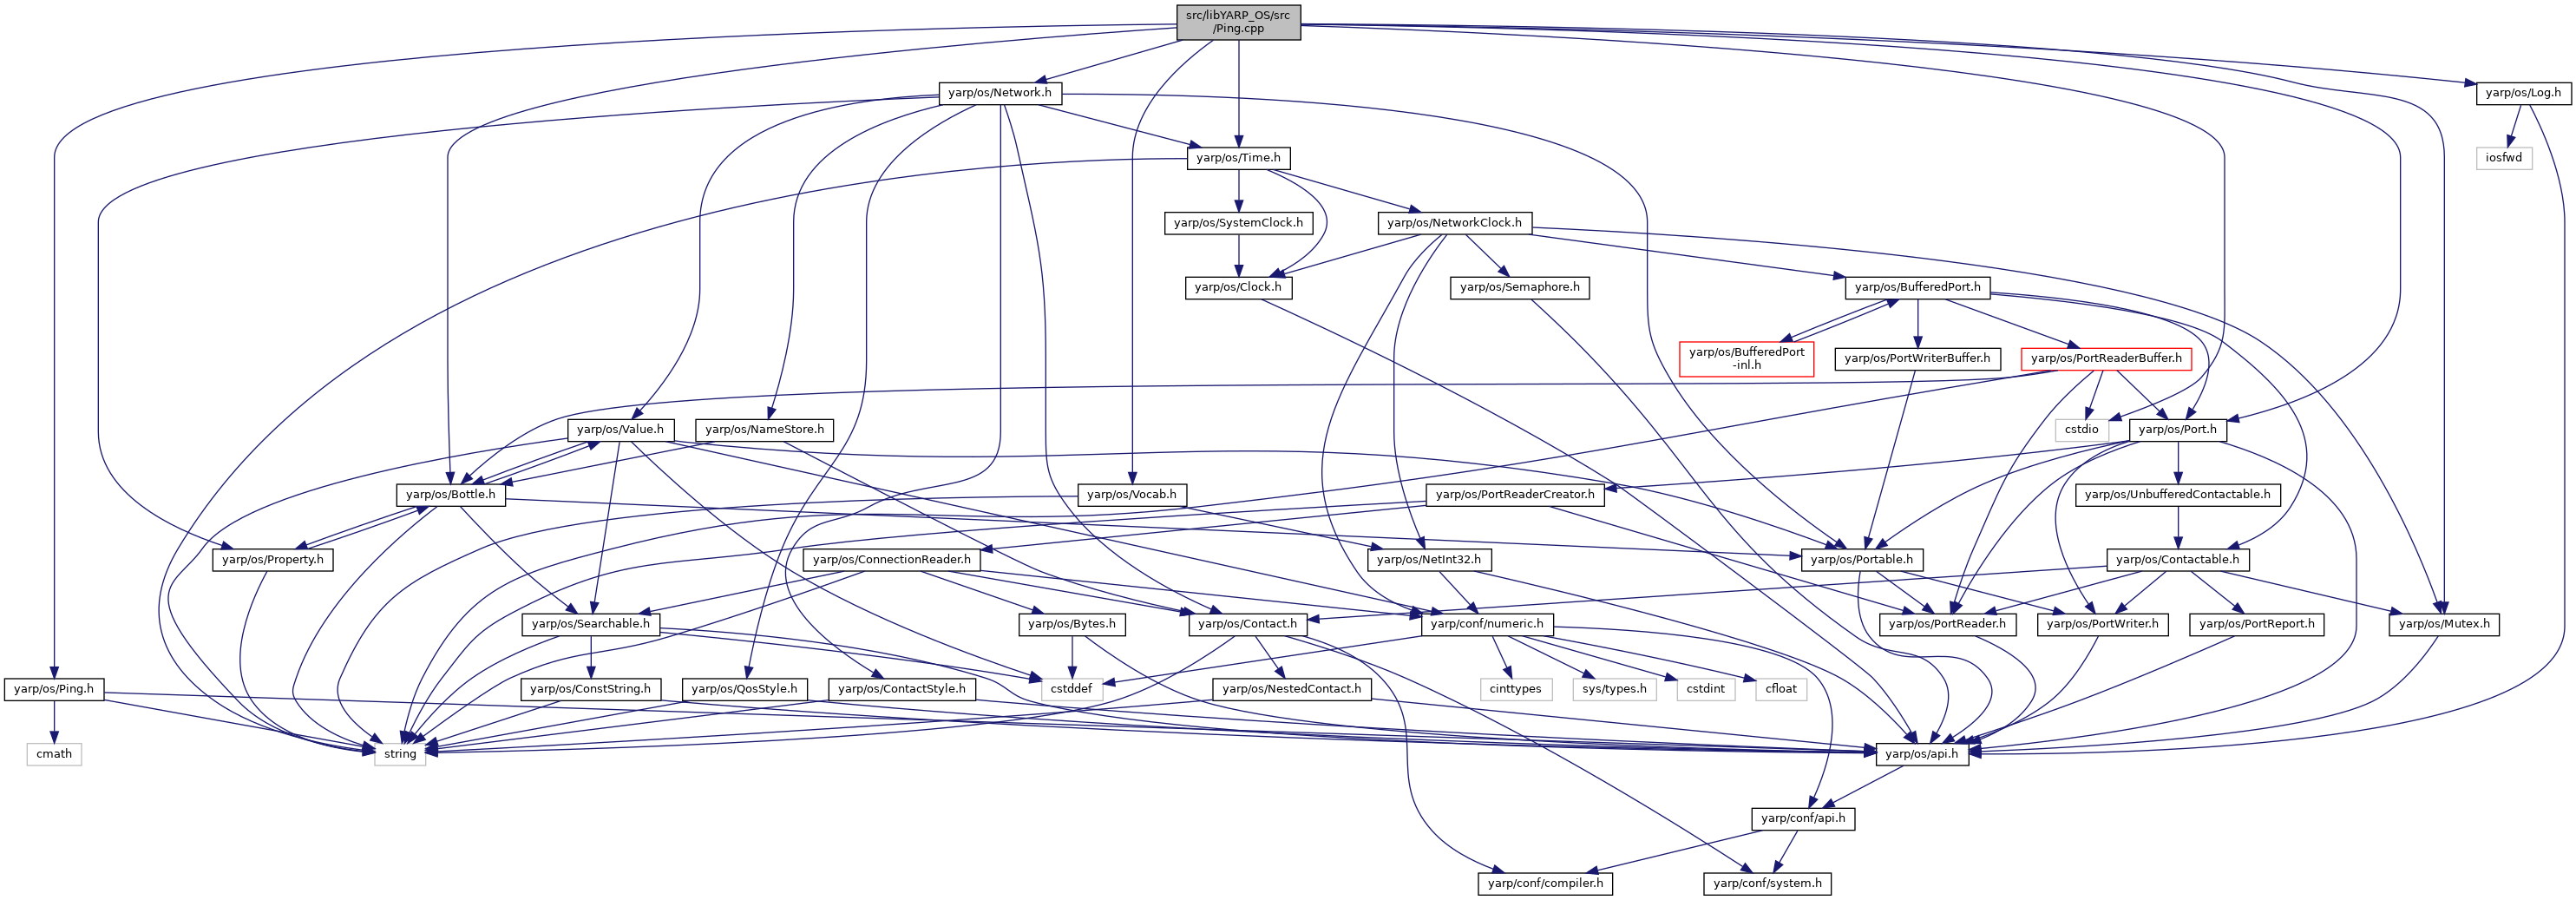 src/libYARP_OS/src
/Ping.cpp
yarp/os/Network.h
yarp/os/Log.h
yarp/os/Time.h
iosfwd
yarp/os/SystemClock.h
yarp/os/NetworkClock.h
yarp/os/Clock.h
yarp/os/Semaphore.h
yarp/os/BufferedPort.h
yarp/os/BufferedPort
-inl.h
yarp/os/PortWriterBuffer.h
yarp/os/PortReaderBuffer.h
yarp/os/Value.h
yarp/os/NameStore.h
cstdio
yarp/os/Port.h
yarp/os/Bottle.h
yarp/os/Vocab.h
yarp/os/PortReaderCreator.h
yarp/os/UnbufferedContactable.h
yarp/os/Property.h
yarp/os/ConnectionReader.h
yarp/os/NetInt32.h
yarp/os/Portable.h
yarp/os/Contactable.h
yarp/os/Searchable.h
yarp/os/Bytes.h
yarp/os/Contact.h
yarp/conf/numeric.h
yarp/os/PortReader.h
yarp/os/PortWriter.h
yarp/os/PortReport.h
yarp/os/Mutex.h
yarp/os/Ping.h
yarp/os/ConstString.h
yarp/os/QosStyle.h
yarp/os/ContactStyle.h
cstddef
yarp/os/NestedContact.h
cinttypes
sys/types.h
cstdint
cfloat
cmath
string
yarp/os/api.h
yarp/conf/api.h
yarp/conf/compiler.h
yarp/conf/system.h